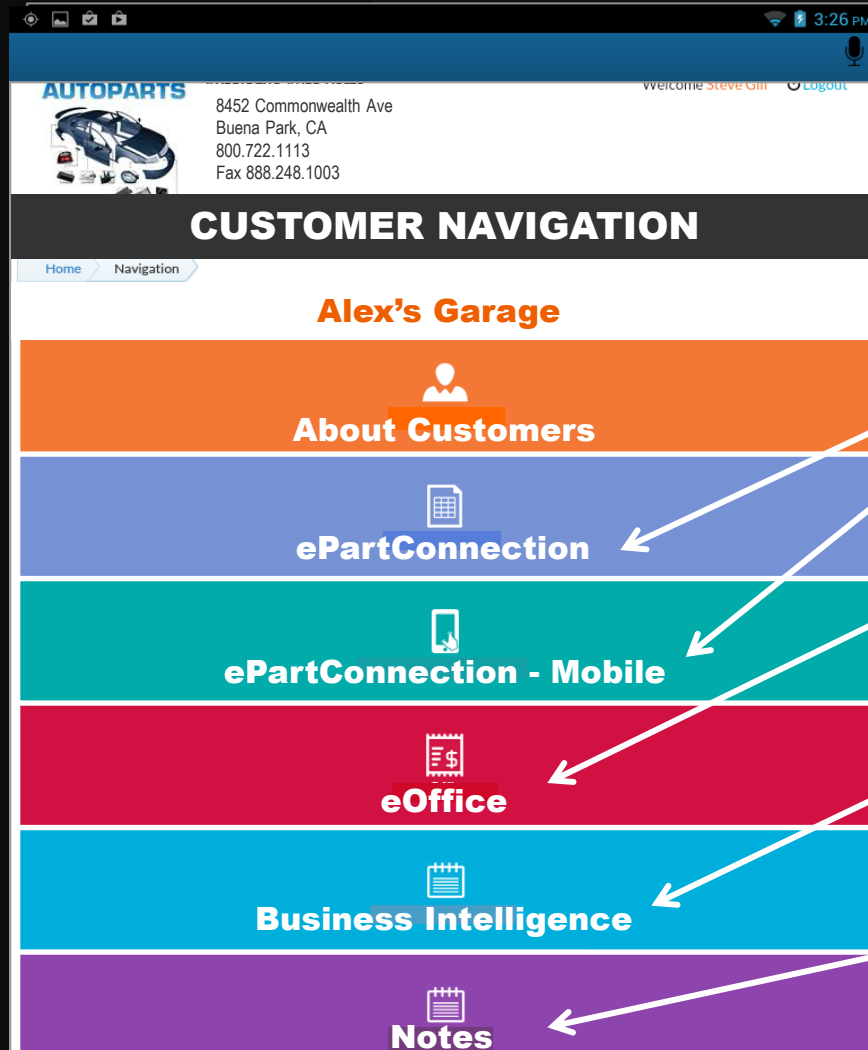 3:26 PM
AUTOPARTS
Welcome Steve Gill Logout
8452 Commonwealth Ave
Buena Park, CA
800.722.1113
Fax 888.248.1003
CUSTOMER NAVIGATION
Home Navigation
Alex's Garage
About Customers
ePartConnection
ePartConnection - Mobile
eOffice
Business Intelligence
Notes